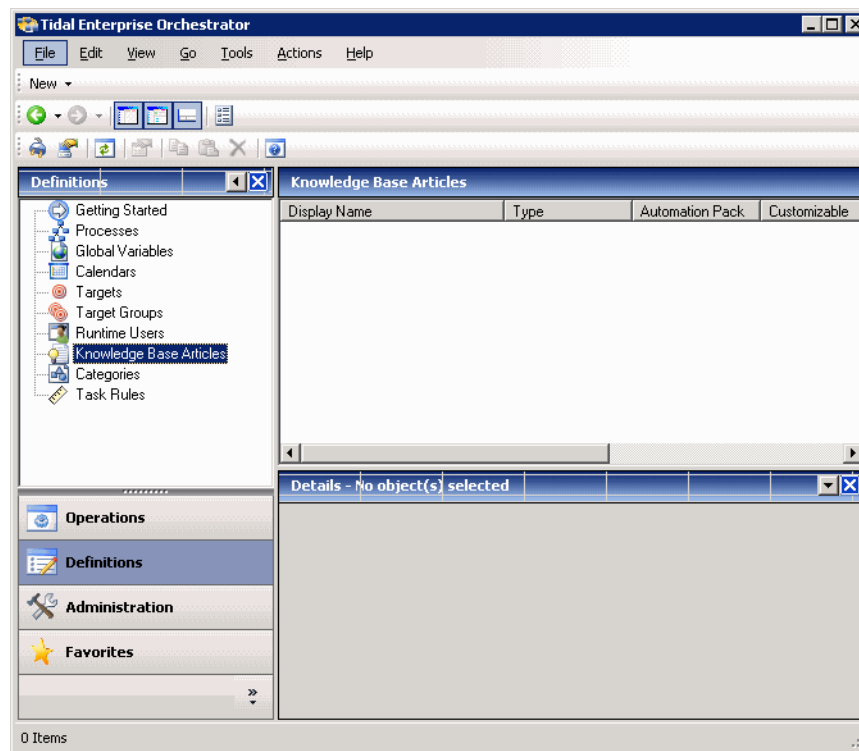 Tidal Enterprise Orchestrator
File Edit View Go Tools Actions Help
New
Definitions
Getting Started
Processes
Global Variables
Calendars
Targets
Target Groups
Runtime Users
Knowledge Base Articles
Categories
Task Rules
Operations
Definitions
Administration
Favorites
Knowledge Base Articles
Display Name Type Automation Pack Customizable
Details - No object(s) selected
0 Items